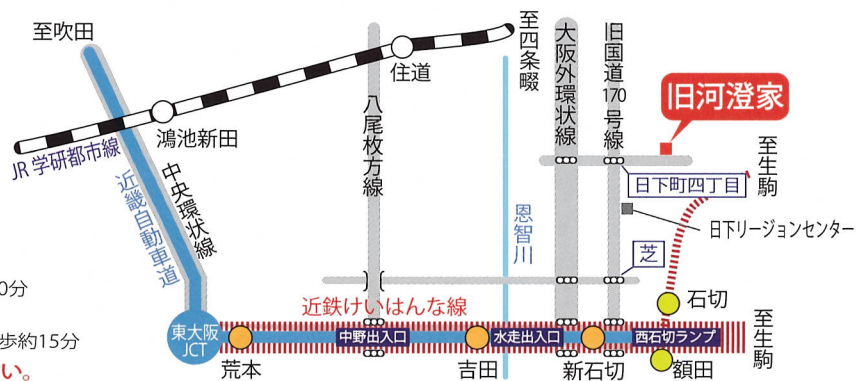 至吹田
鴻池新田
住道
至四条畷
JR 学研都市線
近畿自動車道
中央環状線
八尾枚方線
大阪外環状線
旧国道170号線
旧河澄家
至生駒
日下町四丁目
日下リージョンセンター
恩智川
芝
石切
近鉄けいはんな線
0分
歩約15分
い。
東大阪
JCT
荒本
中野出入口
吉田
水走出入口
新石切
西石切ランプ
額田
至生駒